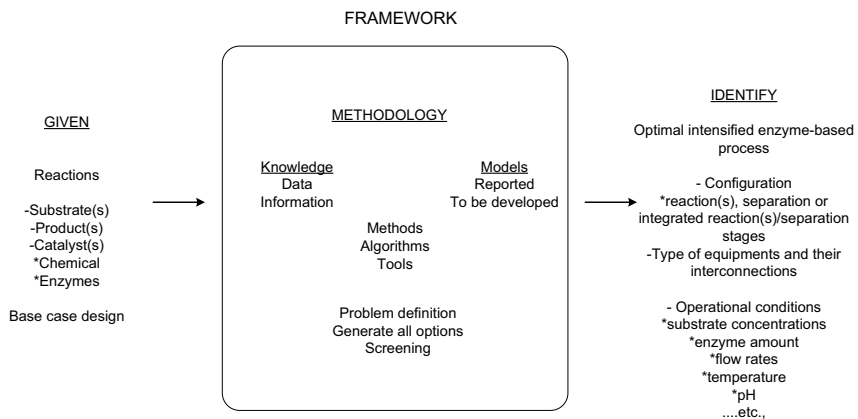 FRAMEWORK
GIVEN
Reactions
-Substrate(s)
-Product(s)
-Catalyst(s)
*Chemical
*Enzymes
Base case design
METHODOLOGY
Knowledge
Data
Information
Models
Reported
To be developed
Methods
Algorithms
Tools
Problem definition
Generate all options
Screening
IDENTIFY
Optimal intensified enzyme-based
process
- Configuration
*reaction(s), separation or
integrated reaction(s)/separation
stages
-Type of equipments and their
interconnections
- Operational conditions
*substrate concentrations
*enzyme amount
*flow rates
*temperature
*pH
....etc.,